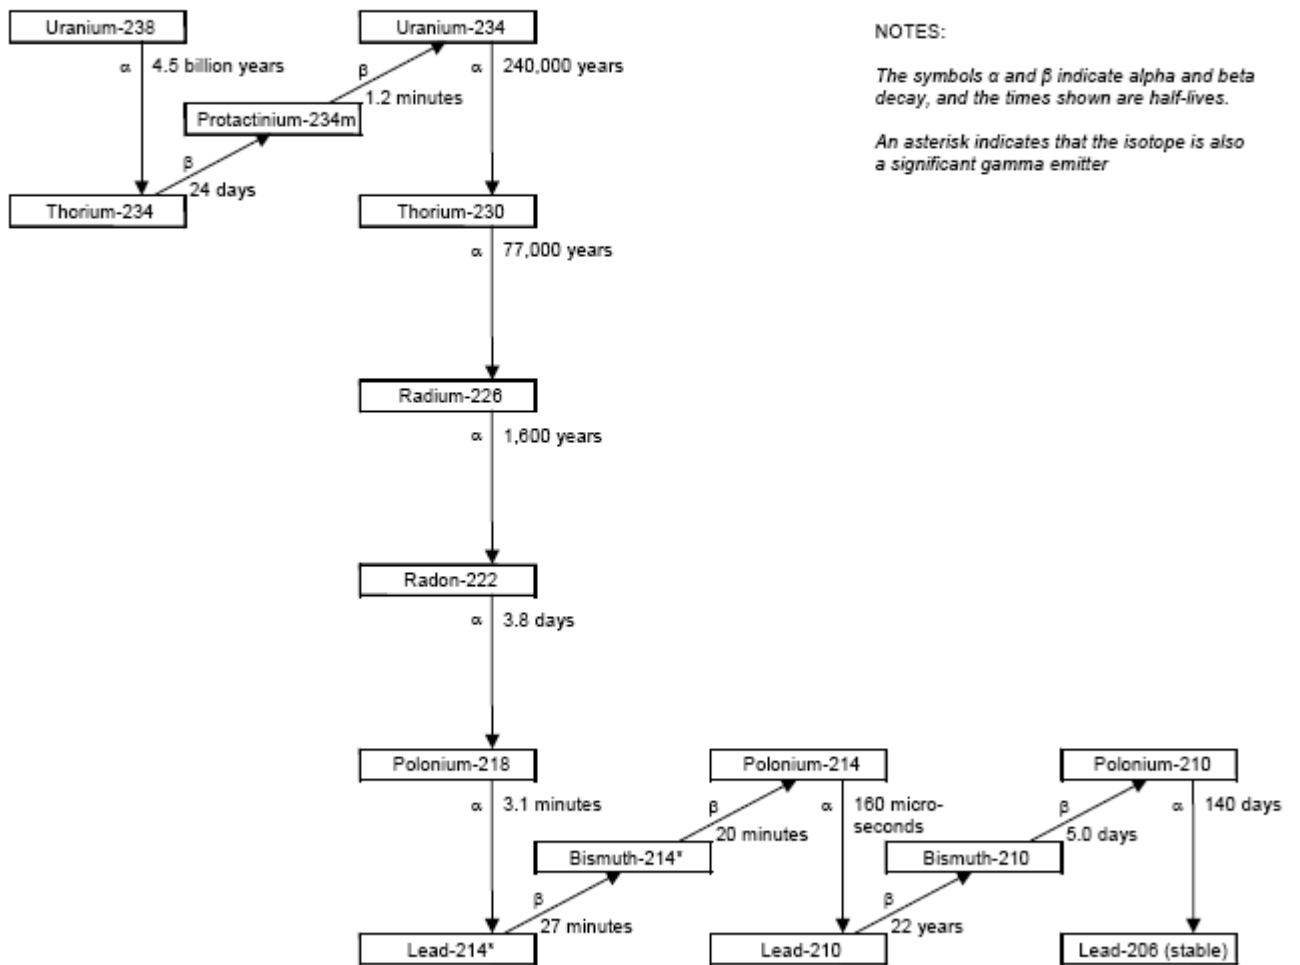 Uranium-238
Uranium-234
NOTES:
α 4.5 billion years
β
α 240,000 years
The symbols α and β indicate alpha and beta
decay, and the times shown are half-lives.
1.2 minutes
Protactinium-234m
An asterisk indicates that the isotope is also
a significant gamma emitter
β
24 days
Thorium-234
Thorium-230
α 77,000 years
Radium-226
α 1,600 years
Radon-222
α 3.8 days
Polonium-218
Polonium-214
Polonium-210
α 3.1 minutes
β
20 minutes
α 160 micro-
seconds
β
5.0 days
α 140 days
Bismuth-214*
Bismuth-210
β
27 minutes
β
22 years
Lead-214*
Lead-210
Lead-206 (stable)